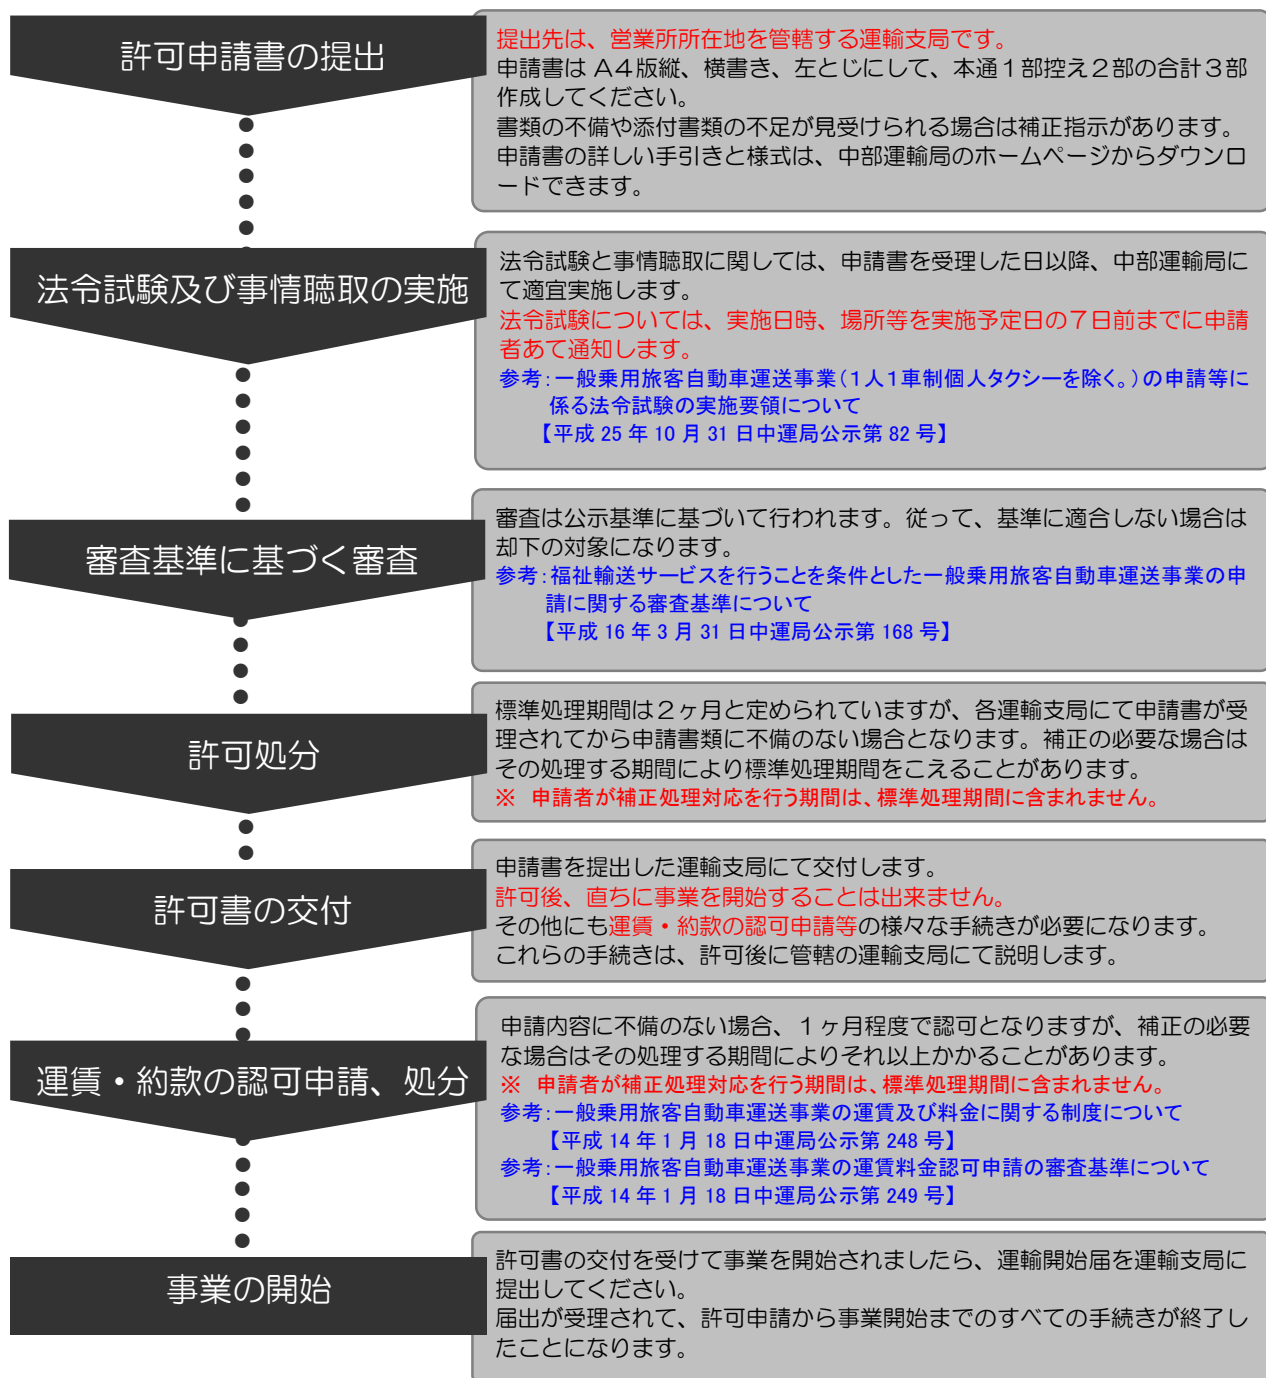 許可申請書の提出
提出先は、営業所所在地を管轄する運輸支局です。
申請書はA4版縦、横書き、左とじにして、本通1部控え2部の合計3部
作成してください。
書類の不備や添付書類の不足が見受けられる場合は補正指示があります。
申請書の詳しい手引きと様式は、中部運輸局のホームページからダウンロ
ードできます。
法令試験及び事情聴取の実施
法令試験と事情聴取に関しては、申請書を受理した日以降、中部運輸局に
て適宜実施します。
法令試験については、実施日時、場所等を実施予定日の7日前までに申請
者あて通知します。
参考：一般乗用旅客自動車運送事業（1人1車制個人タクシーを除く。）の申請等に
係る法令試験の実施要領について
【平成 25 年 10 月 31 日中運局公示第 82 号】
審査基準に基づく審査
審査は公示基準に基づいて行われます。従って、基準に適合しない場合は
却下の対象になります。
参考：福祉輸送サービスを行うことを条件とした一般乗用旅客自動車運送事業の申
請に関する審査基準について
【平成 16 年 3 月 31 日中運局公示第 168 号】
許可処分
標準処理期間は2ヶ月と定められていますが、各運輸支局にて申請書が受
理されてから申請書類に不備のない場合となります。補正の必要な場合は
その処理する期間により標準処理期間をこえることがあります。
※ 申請者が補正処理対応を行う期間は、標準処理期間に含まれません。
許可書の交付
申請書を提出した運輸支局にて交付します。
許可後、直ちに事業を開始することは出来ません。
その他にも運賃・約款の認可申請等の様々な手続きが必要になります。
これらの手続きは、許可後に管轄の運輸支局にて説明します。
運賃・約款の認可申請、処分
申請内容に不備のない場合、1ヶ月程度で認可となりますが、補正の必要
な場合はその処理する期間によりそれ以上かかることがあります。
※ 申請者が補正処理対応を行う期間は、標準処理期間に含まれません。
参考：一般乗用旅客自動車運送事業の運賃及び料金に関する制度について
【平成 14 年 1 月 18 日中運局公示第 248 号】
参考：一般乗用旅客自動車運送事業の運賃料金認可申請の審査基準について
【平成 14 年 1 月 18 日中運局公示第 249 号】
事業の開始
許可書の交付を受けて事業を開始されましたら、運輸開始届を運輸支局に
提出してください。
届出が受理されて、許可申請から事業開始までのすべての手続きが終了し
たことになります。